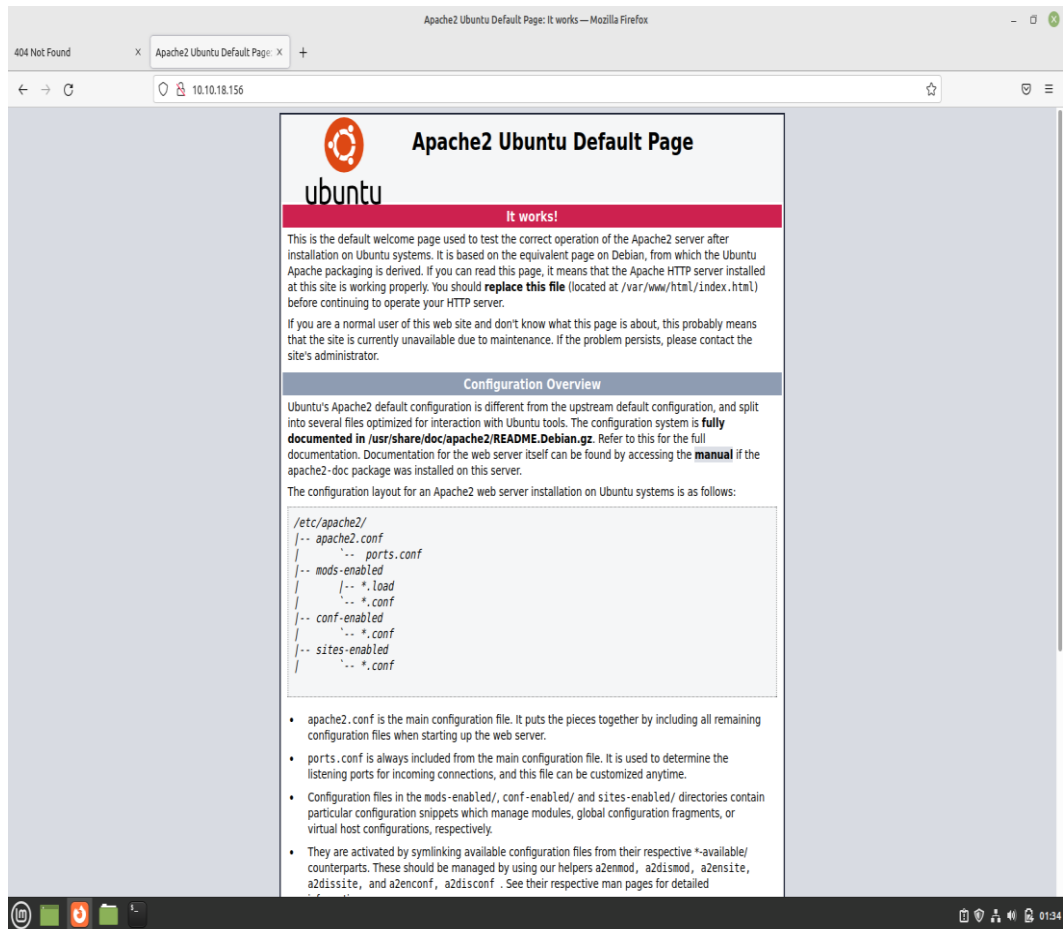 Apache2 Ubuntu Default Page: It works — Mozilla Firefox
404 Not Found
Apache2 Ubuntu Default Page:
10.10.18.156
ubuntu
Apache2 Ubuntu Default Page
It works!
This is the default welcome page used to test the correct operation of the Apache2 server after
installation on Ubuntu systems. It is based on the equivalent page on Debian, from which the Ubuntu
Apache packaging is derived. If you can read this page, it means that the Apache HTTP server installed
at this site is working properly. You should replace this file (located at /var/www/html/index.html)
before continuing to operate your HTTP server.
If you are a normal user of this web site and don't know what this page is about, this probably means
that the site is currently unavailable due to maintenance. If the problem persists, please contact the
site's administrator.
Configuration Overview
Ubuntu's Apache2 default configuration is different from the upstream default configuration, and split
into several files optimized for interaction with Ubuntu tools. The configuration system is fully
documented in /usr/share/doc/apache2/README.Debian.gz. Refer to this for the full
documentation. Documentation for the web server itself can be found by accessing the manual if the
apache2-doc package was installed on this server.
The configuration layout for an Apache2 web server installation on Ubuntu systems is as follows:
/etc/apache2/
|-- apache2.conf
|       `--  ports.conf
|-- mods-enabled
|       |-- *.load
|       `-- *.conf
|-- conf-enabled
|       `-- *.conf
|-- sites-enabled
|       `-- *.conf
• apache2.conf is the main configuration file. It puts the pieces together by including all remaining
configuration files when starting up the web server.
• ports.conf is always included from the main configuration file. It is used to determine the
listening ports for incoming connections, and this file can be customized anytime.
• Configuration files in the mods-enabled/, conf-enabled/ and sites-enabled/ directories contain
particular configuration snippets which manage modules, global configuration fragments, or
virtual host configurations, respectively.
• They are activated by symlinking available configuration files from their respective *-available/
counterparts. These should be managed by using our helpers a2enmod, a2dismod, a2ensite,
a2dissite, and a2enconf, a2disconf . See their respective man pages for detailed
01:34